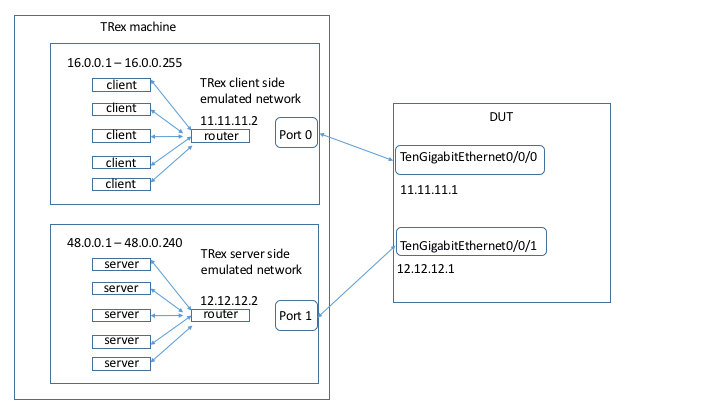 TRex machine
16.0.0.1 – 16.0.0.255
client
client
client
client
client
TRex client side
emulated network
11.11.11.2
router
Port 0
DUT
TenGigabitEthernet0/0/0
11.11.11.1
48.0.0.1 – 48.0.0.240
server
server
server
server
server
TRex server side
emulated network
12.12.12.2
router
Port 1
TenGigabitEthernet0/0/1
12.12.12.1